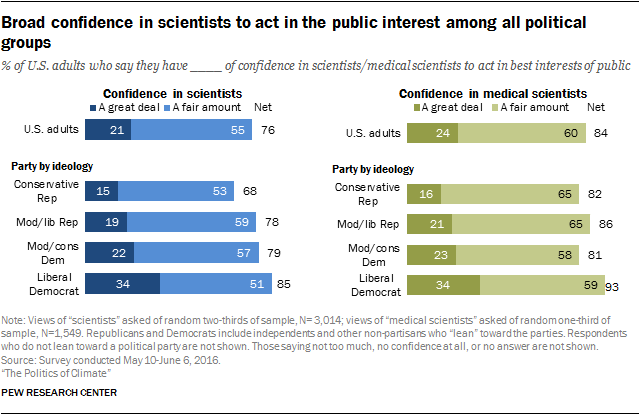 Broad confidence in scientists to act in the public interest among all political
groups
% of U.S. adults who say they have _____ of confidence in scientists/medical scientists to act in best interests of public
Confidence in scientists
A great deal A fair amount Net
U.S. adults 21 55 76
Party by ideology
Conservative
Rep 15 53 68
Mod/lib Rep 19 59 78
Mod/cons
Dem 22 57 79
Liberal
Democrat 34 51 85
Confidence in medical scientists
A great deal A fair amount Net
U.S. adults 24 60 84
Party by ideology
Conservative
Rep 16 65 82
Mod/lib Rep 21 65 86
Mod/cons
Dem 23 58 81
Liberal
Democrat 34 59 93
Note: Views of “scientists” asked of random two-thirds of sample, N= 3,014; views of “medical scientists” asked of random one-third of
sample, N=1,549. Republicans and Democrats include independents and other non-partisans who “lean” toward the parties. Respondents
who do not lean toward a political party are not shown. Those saying not too much, no confidence at all, or no answer are not shown.
Source: Survey conducted May 10-June 6, 2016.
“The Politics of Climate”
PEW RESEARCH CENTER